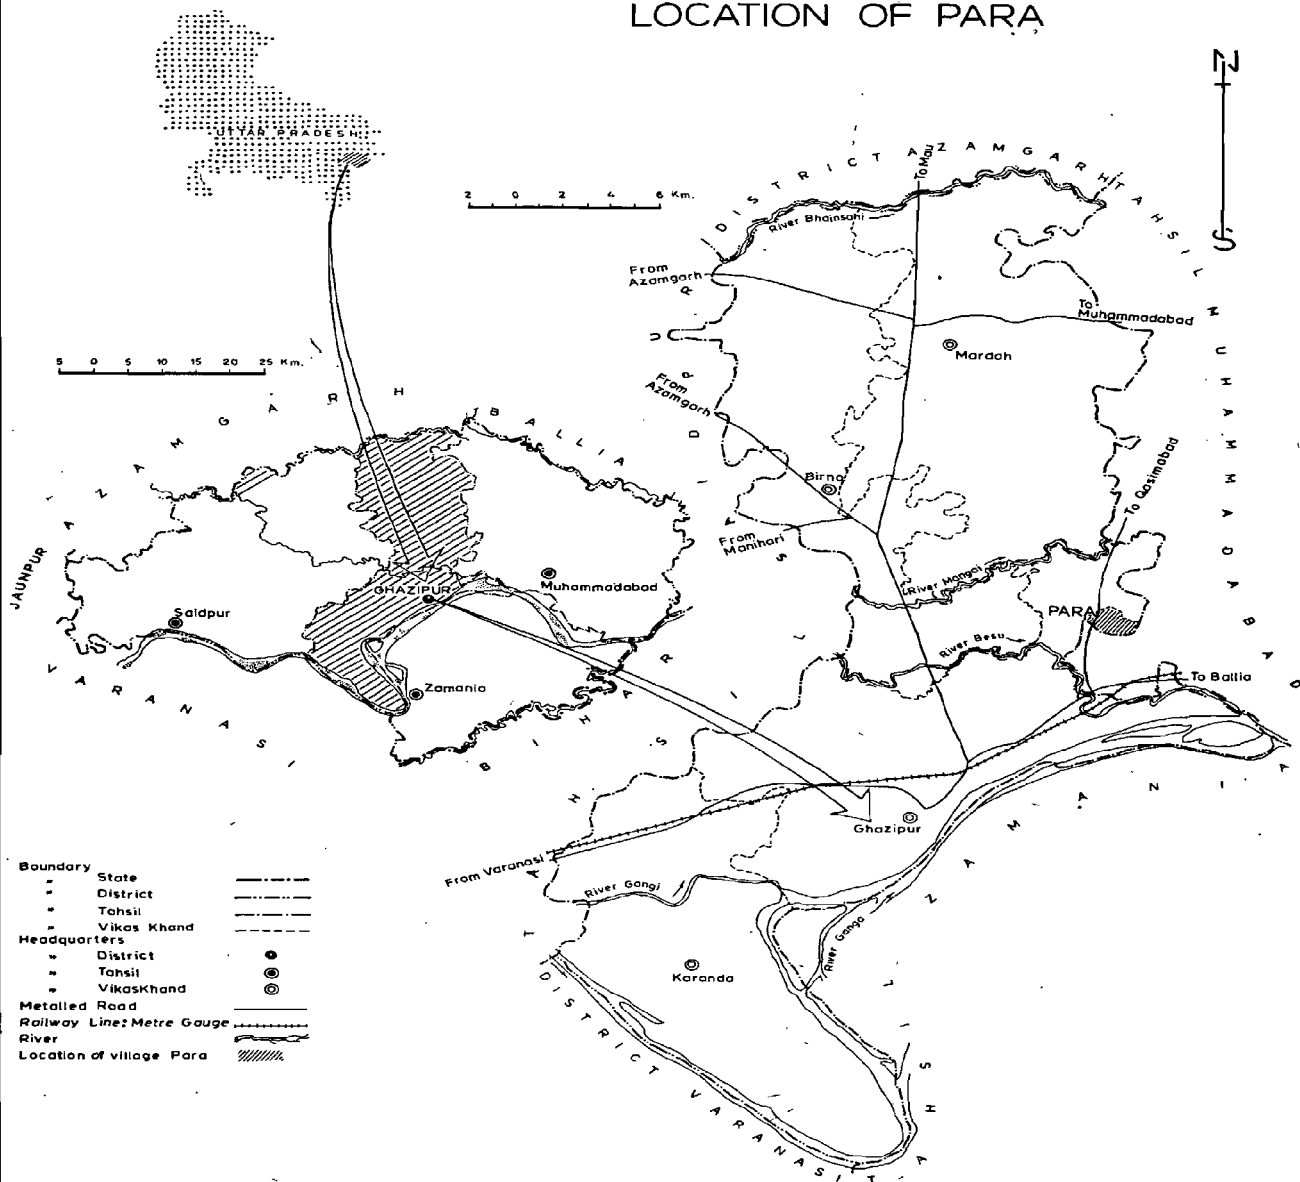 LOCATION OF PARA
N
S
UTTAR PRADESH
2 0 2 4 6 Km.
5 0 5 10 15 20 25 Km.
DISTRICT AZAMGARH
TAHSIL MUHAMMADABAD
To Mau
River Bhainsahi
From
Azamgarh
To
Muhammadabad
Mardah
From
Azamgarh
Birno
From
Manihari
To Qasimabad
River Mangai
PARA
River Besu
To Ballia
AZAMGARH
BALLIA
JAUNPUR
GHAZIPUR
Muhammadabad
Saidpur
Zamania
VARANASI
BIHAR
TAHSIL SAIDPUR
Ghazipur
From Varanasi
River Gangi
River Ganga
Karanda
ZAMANIA
TAHSIL
DISTRICT VARANASI
Boundary
" State
" District
" Tahsil
" Vikas Khand
Headquarters
" District
" Tahsil
" VikasKhand
Metalled Road
Railway Line: Metre Gauge
River
Location of village Para